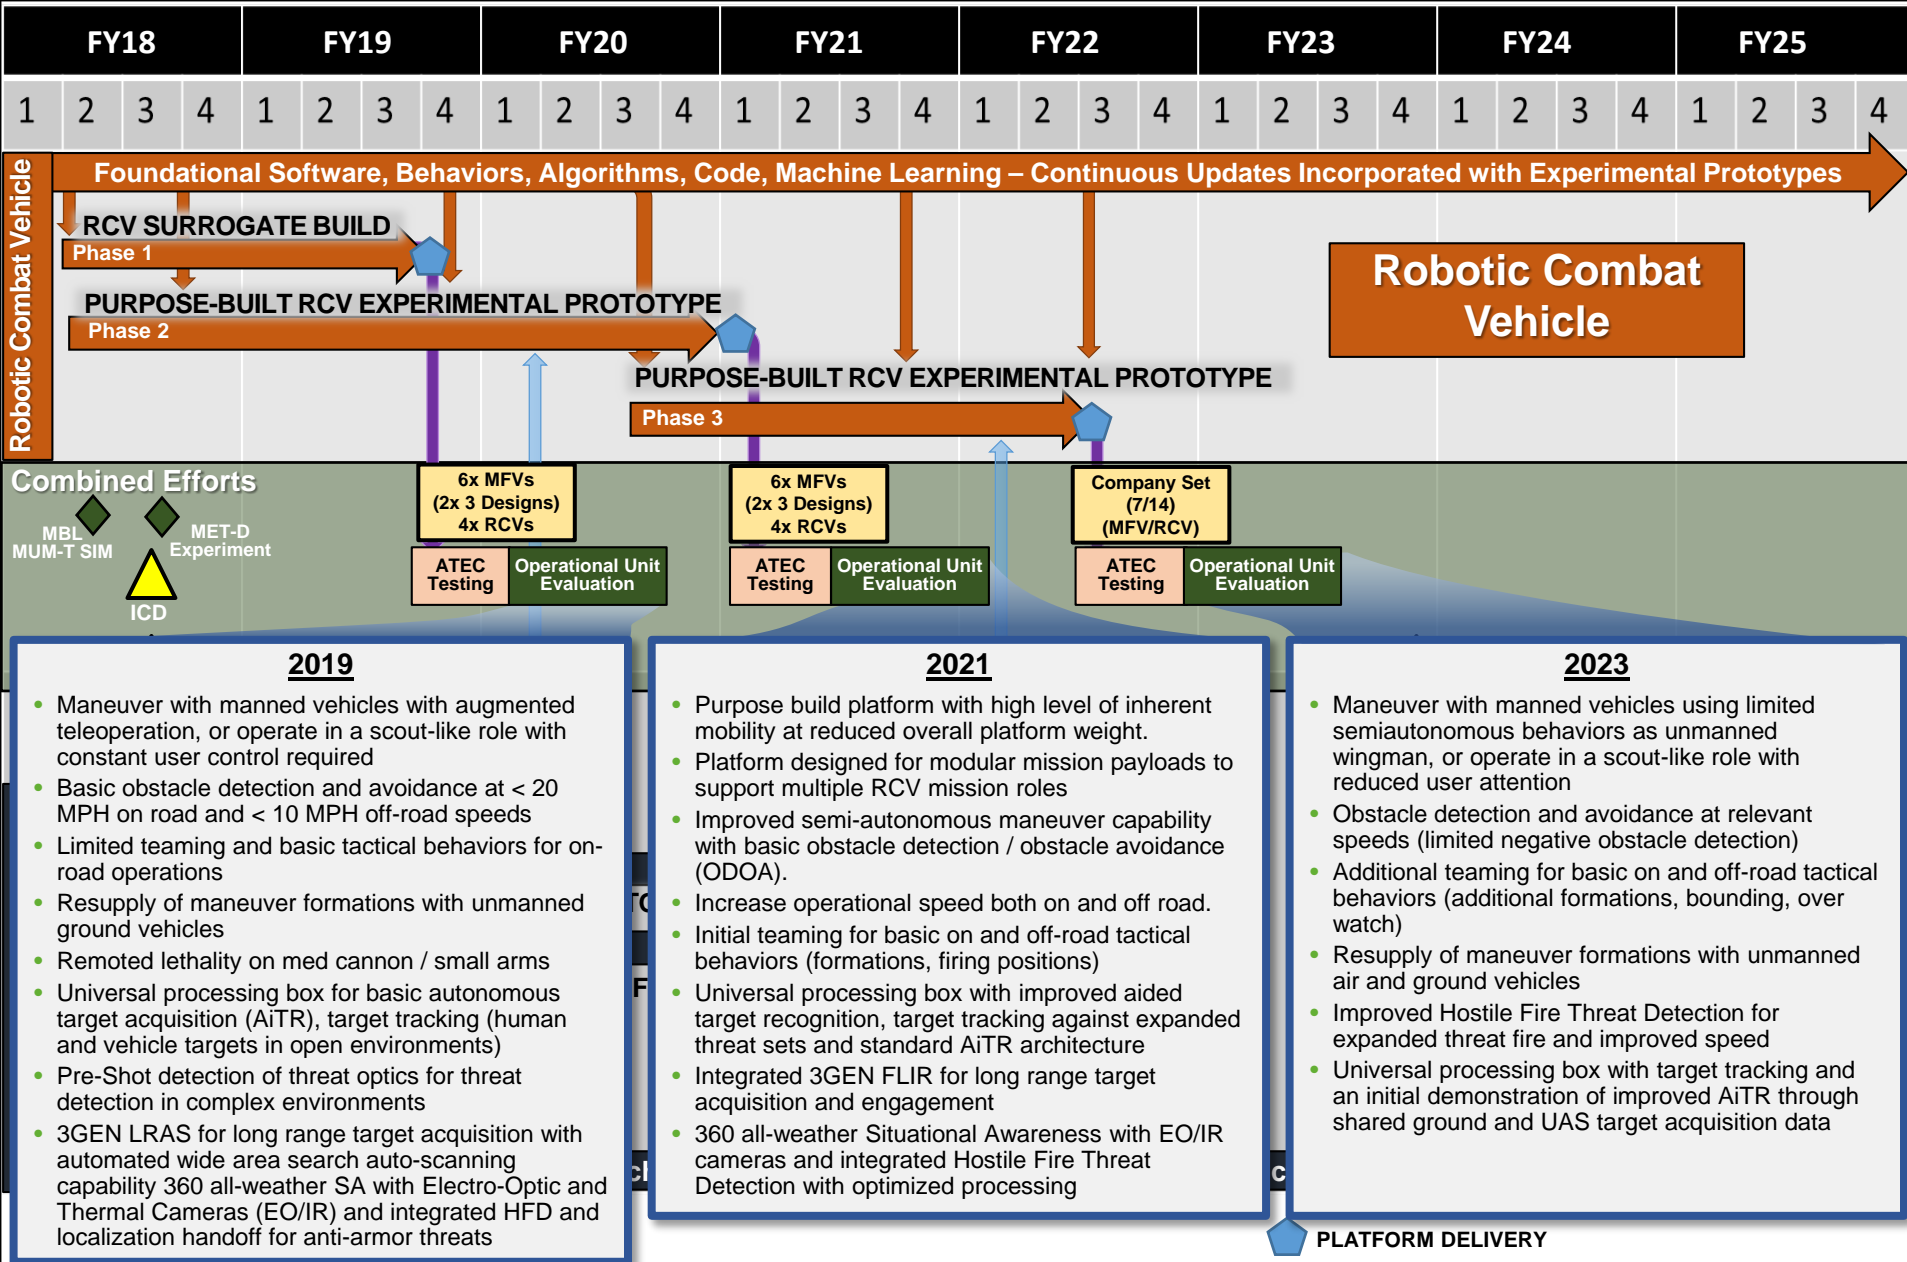 FY18 FY19 FY20 FY21 FY22 FY23 FY24 FY25
1 2 3 4 1 2 3 4 1 2 3 4 1 2 3 4 1 2 3 4 1 2 3 4 1 2 3 4 1 2 3 4
Robotic Combat Vehicle
Foundational Software, Behaviors, Algorithms, Code, Machine Learning – Continuous Updates Incorporated with Experimental Prototypes
RCV SURROGATE BUILD
Phase 1
PURPOSE-BUILT RCV EXPERIMENTAL PROTOTYPE
Phase 2
PURPOSE-BUILT RCV EXPERIMENTAL PROTOTYPE
Phase 3
Robotic Combat
Vehicle
Combined Efforts
MBL
MUM-T SIM
MET-D
Experiment
ICD
6x MFVs
(2x 3 Designs)
4x RCVs
ATEC
Testing
Operational Unit
Evaluation
6x MFVs
(2x 3 Designs)
4x RCVs
ATEC
Testing
Operational Unit
Evaluation
Company Set
(7/14)
(MFV/RCV)
ATEC
Testing
Operational Unit
Evaluation
2019
• Maneuver with manned vehicles with augmented
teleoperation, or operate in a scout-like role with
constant user control required
• Basic obstacle detection and avoidance at < 20
MPH on road and < 10 MPH off-road speeds
• Limited teaming and basic tactical behaviors for on-
road operations
• Resupply of maneuver formations with unmanned
ground vehicles
• Remoted lethality on med cannon / small arms
• Universal processing box for basic autonomous
target acquisition (AiTR), target tracking (human
and vehicle targets in open environments)
• Pre-Shot detection of threat optics for threat
detection in complex environments
• 3GEN LRAS for long range target acquisition with
automated wide area search auto-scanning
capability 360 all-weather SA with Electro-Optic and
Thermal Cameras (EO/IR) and integrated HFD and
localization handoff for anti-armor threats
2021
• Purpose build platform with high level of inherent
mobility at reduced overall platform weight.
• Platform designed for modular mission payloads to
support multiple RCV mission roles
• Improved semi-autonomous maneuver capability
with basic obstacle detection / obstacle avoidance
(ODOA).
• Increase operational speed both on and off road.
• Initial teaming for basic on and off-road tactical
behaviors (formations, firing positions)
• Universal processing box with improved aided
target recognition, target tracking against expanded
threat sets and standard AiTR architecture
• Integrated 3GEN FLIR for long range target
acquisition and engagement
• 360 all-weather Situational Awareness with EO/IR
cameras and integrated Hostile Fire Threat
Detection with optimized processing
2023
• Maneuver with manned vehicles using limited
semiautonomous behaviors as unmanned
wingman, or operate in a scout-like role with
reduced user attention
• Obstacle detection and avoidance at relevant
speeds (limited negative obstacle detection)
• Additional teaming for basic on and off-road tactical
behaviors (additional formations, bounding, over
watch)
• Resupply of maneuver formations with unmanned
air and ground vehicles
• Improved Hostile Fire Threat Detection for
expanded threat fire and improved speed
• Universal processing box with target tracking and
an initial demonstration of improved AiTR through
shared ground and UAS target acquisition data
PLATFORM DELIVERY